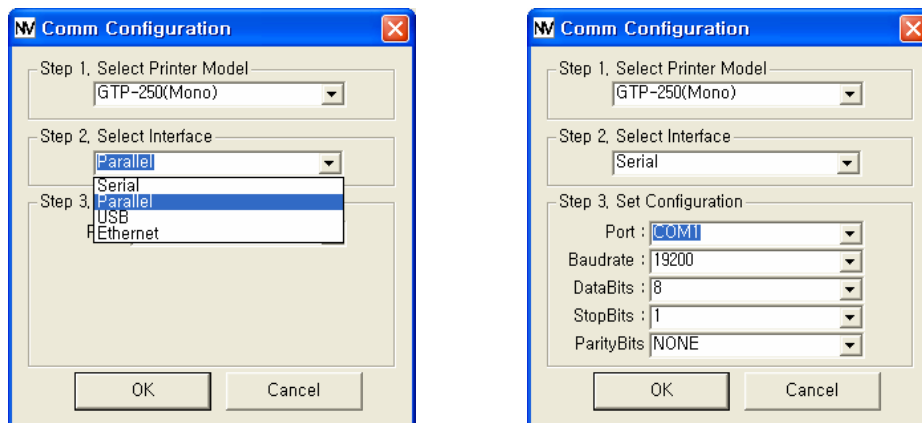 NV Comm Configuration
Step 1, Select Printer Model
GTP-250(Mono)
Step 2, Select Interface
Parallel
Serial
Parallel
USB
Ethernet
Step 3,
OK
Cancel
NV Comm Configuration
Step 1, Select Printer Model
GTP-250(Mono)
Step 2, Select Interface
Serial
Step 3, Set Configuration
Port : COM1
Baudrate : 19200
DataBits : 8
StopBits : 1
ParityBits NONE
OK
Cancel